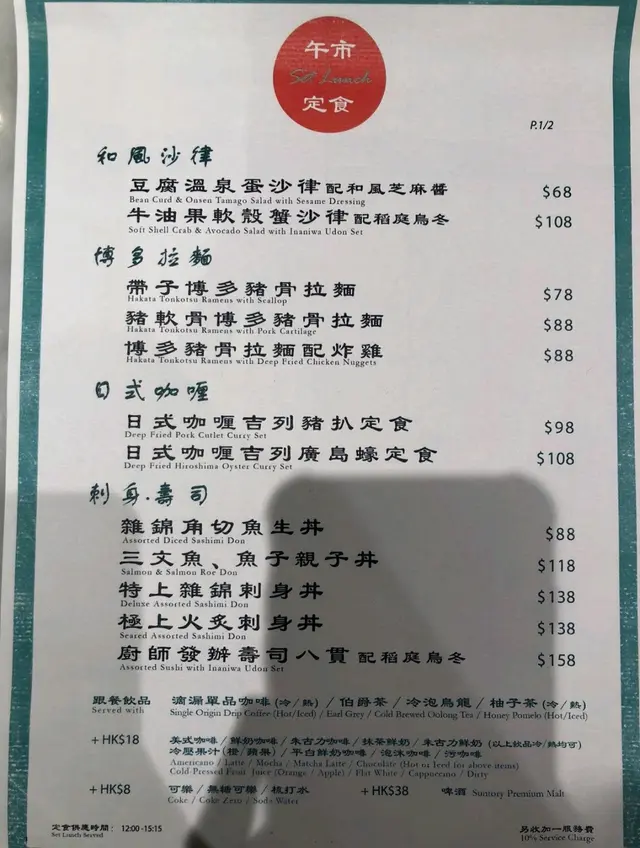 午市
Set Lunch
定食
P.1/2
和風沙律
豆腐溫泉蛋沙律配和風芝麻醬 $68
Bean Curd & Onsen Tamago Salad with Sesame Dressing
牛油果軟殼蟹沙律配稻庭烏冬 $108
Soft Shell Crab & Avocado Salad with Inaniwa Udon Set
博多拉麵
帶子博多豬骨拉麵 $78
Hakata Tonkotsu Ramens with Scallop
豬軟骨博多豬骨拉麵 $88
Hakata Tonkotsu Ramens with Pork Cartilage
博多豬骨拉麵配炸雞 $88
Hakata Tonkotsu Ramens with Deep Fried Chicken Nuggets
日式咖喱
日式咖喱吉列豬扒定食 $98
Deep Fried Pork Cutlet Curry Set
日式咖喱吉列廣島蠔定食 $108
Deep Fried Hiroshima Oyster Curry Set
刺身·壽司
雜錦角切魚生丼 $88
Assorted Diced Sashimi Don
三文魚、魚子親子丼 $118
Salmon & Salmon Roe Don
特上雜錦刺身丼 $138
Deluxe Assorted Sashimi Don
極上火炙刺身丼 $138
Seared Assorted Sashimi Don
廚師發辦壽司八貫 配稻庭烏冬 $158
Assorted Sushi with Inaniwa Udon Set
跟餐飲品 滴漏單品咖啡(冷/熱) / 伯爵茶 / 冷泡烏龍 / 柚子茶 (冷/熱)
Served with Single Origin Drip Coffee (Hot/Iced) / Earl Grey / Cold Brewed Oolong Tea / Honey Pomelo (Hot/Iced)
+HK$18 美式咖啡 / 鮮奶咖啡 / 朱古力咖啡 / 抹茶鮮奶 / 朱古力鮮奶 (以上飲品冷/熱均可)
冷壓果汁(橙/蘋果) / 平白鮮奶咖啡 / 泡沫咖啡 / 污咖啡
Americano / Latte / Mocha / Matcha Latte / Chocolate (Hot or Iced for above items)
Cold-Pressed Fruit Juice (Orange / Apple) / Flat White / Cappuccino / Dirty
+HK$8 可樂 / 無糖可樂 / 梳打水 +HK$38 啤酒 Suntory Premium Malt
Coke / Coke Zero / Soda Water
定食供應時間: 12:00 -15:15 另收加一服務費
Set Lunch Served 10% Service Charge